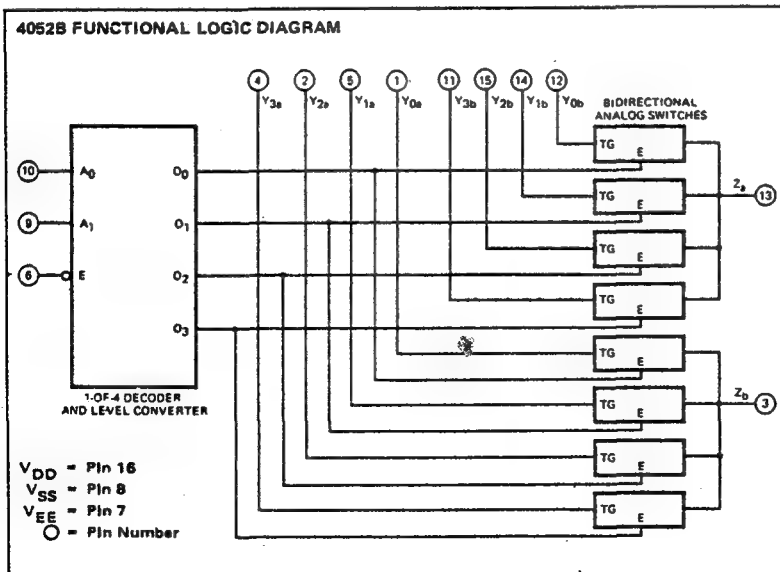 4052B FUNCTIONAL LOGIC DIAGRAM
4 2 5 1 11 15 14 12
Y3a Y2a Y1a Y0a Y3b Y2b Y1b Y0b
BIDIRECTIONAL
ANALOG SWITCHES
TG E
10 A0 O0
TG E Za 13
9 A1 O1
TG E
6 E O2
TG E
O3
TG E
1-OF-4 DECODER
AND LEVEL CONVERTER
TG E Zb 3
TG E
TG E
VDD = Pin 16
VSS = Pin 8
VEE = Pin 7
O = Pin Number